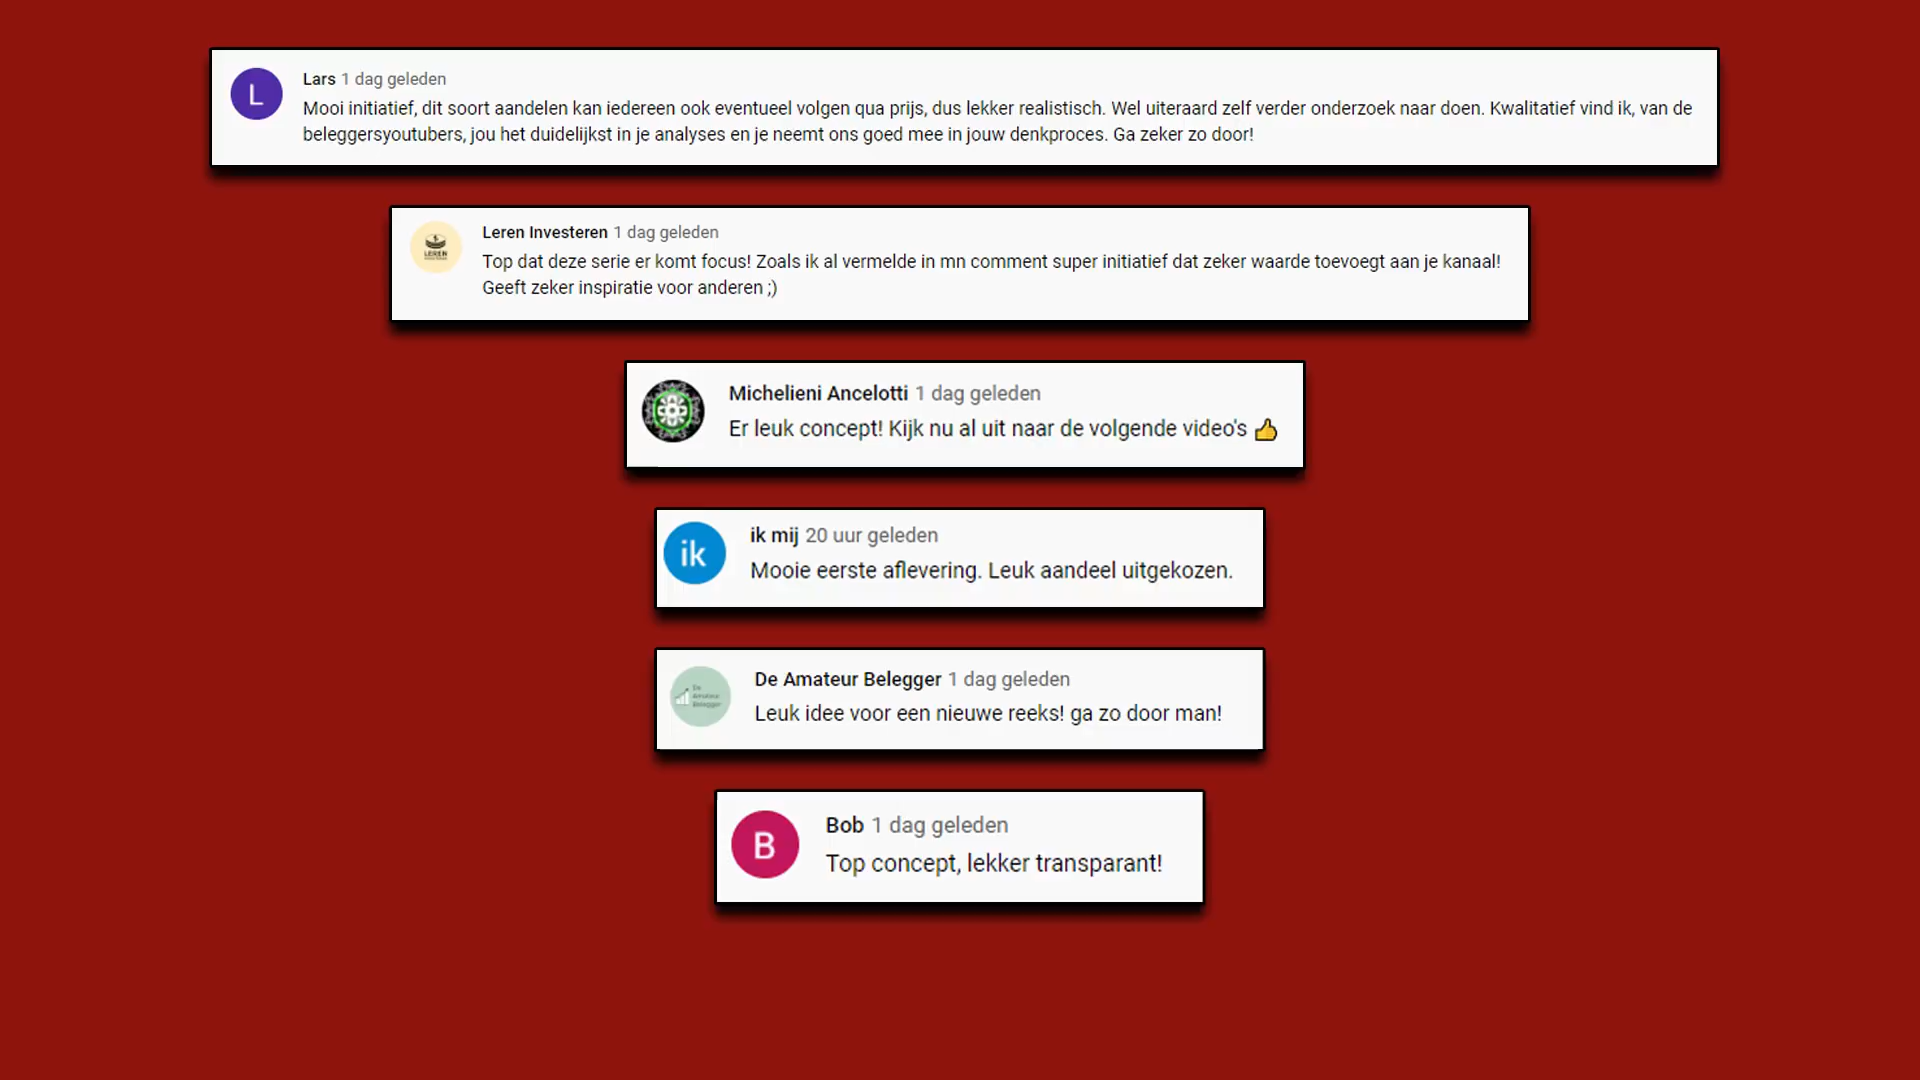 L
Lars 1 dag geleden
Mooi initiatief, dit soort aandelen kan iedereen ook eventueel volgen qua prijs, dus lekker realistisch. Wel uiteraard zelf verder onderzoek naar doen. Kwalitatief vind ik, van de
beleggersyoutubers, jou het duidelijkst in je analyses en je neemt ons goed mee in jouw denkproces. Ga zeker zo door!
LEREN
Leren Investeren 1 dag geleden
Top dat deze serie er komt focus! Zoals ik al vermelde in mn comment super initiatief dat zeker waarde toevoegt aan je kanaal!
Geeft zeker inspiratie voor anderen ;)
Michelieni Ancelotti 1 dag geleden
Er leuk concept! Kijk nu al uit naar de volgende video's 👍
ik
ik mij 20 uur geleden
Mooie eerste aflevering. Leuk aandeel uitgekozen.
De
Amateur
Belegger
De Amateur Belegger 1 dag geleden
Leuk idee voor een nieuwe reeks! ga zo door man!
B
Bob 1 dag geleden
Top concept, lekker transparant!